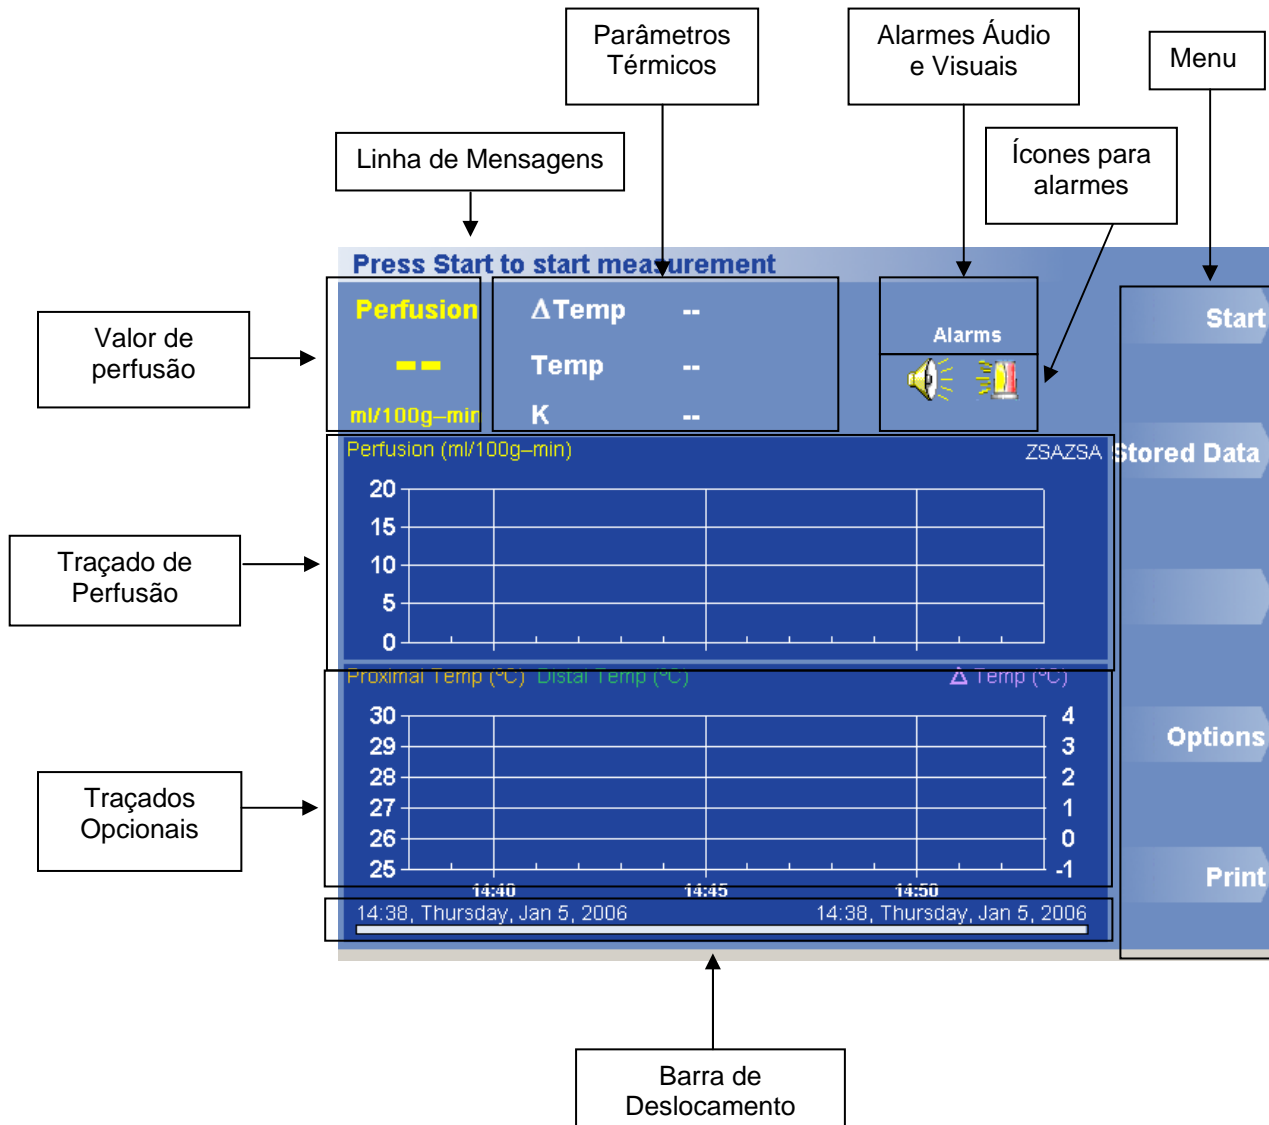 Parâmetros
Térmicos
Alarmes Áudio
e Visuais
Menu
Linha de Mensagens
Ícones para
alarmes
Press Start to start measurement
Valor de
perfusão
Perfusion
--
ml/100g–min
ΔTemp --
Temp --
K --
Alarms
Start
Stored Data
Options
Print
Traçado de
Perfusão
Perfusion (ml/100g–min) ZSAZSA
20
15
10
5
0
Traçados
Opcionais
Proximal Temp (ºC) Distal Temp (ºC) Δ Temp (ºC)
30 4
29 3
28 2
27 1
26 0
25 -1
14:40 14:45 14:50
14:38, Thursday, Jan 5, 2006 14:38, Thursday, Jan 5, 2006
Barra de
Deslocamento